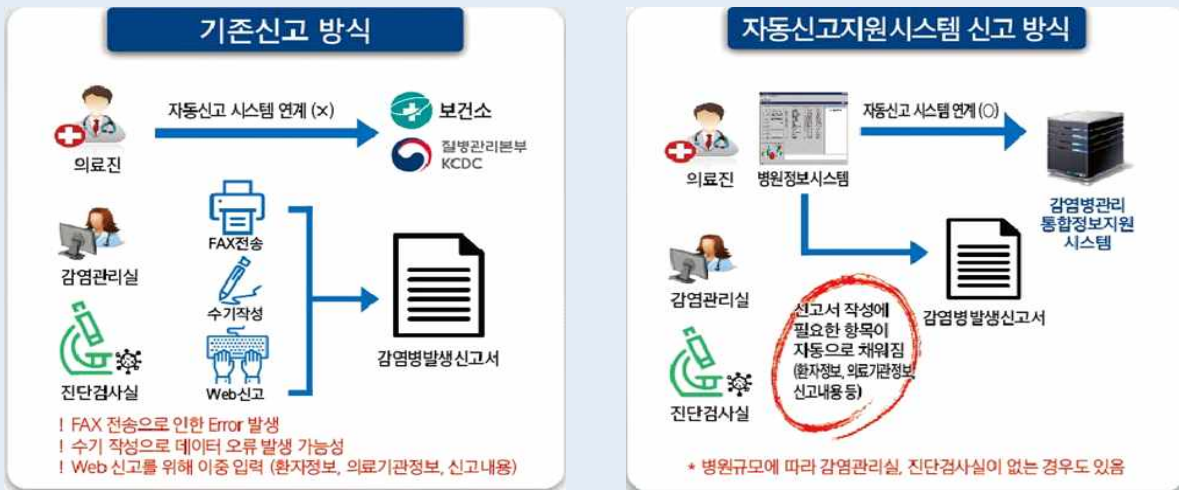 기존신고 방식
자동신고 시스템 연계 (×)
의료진
보건소
질병관리본부
KCDC
감염관리실
진단검사실
FAX전송
수기작성
Web신고
감염병발생신고서
! FAX 전송으로 인한 Error 발생
! 수기 작성으로 데이터 오류 발생 가능성
! Web 신고를 위해 이중 입력 (환자정보, 의료기관정보, 신고내용)
자동신고지원시스템 신고 방식
자동신고 시스템 연계 (○)
의료진
병원정보시스템
감염병관리
통합정보지원
시스템
감염관리실
진단검사실
신고서 작성에
필요한 항목이
자동으로 채워짐
(환자정보, 의료기관정보,
신고내용 등)
감염병발생신고서
* 병원규모에 따라 감염관리실, 진단검사실이 없는 경우도 있음